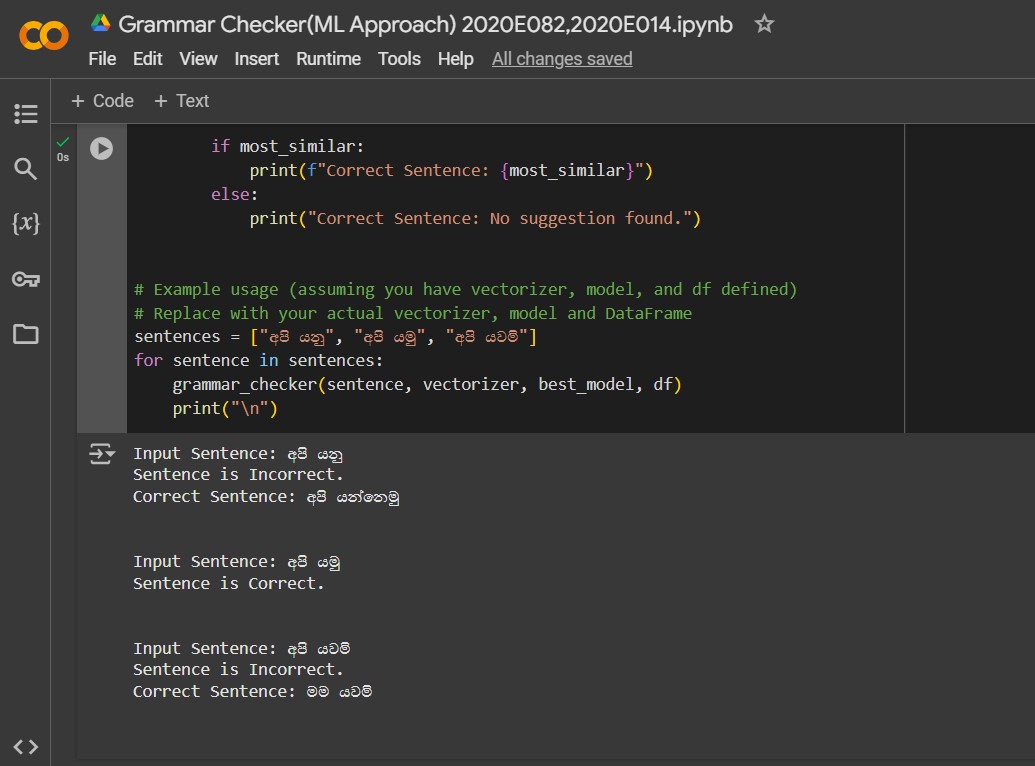 Grammar Checker(ML Approach) 2020E082,2020E014.ipynb
File Edit View Insert Runtime Tools Help All changes saved
+ Code + Text
0s
if most_similar:
print(f"Correct Sentence: {most_similar}")
else:
print("Correct Sentence: No suggestion found.")
# Example usage (assuming you have vectorizer, model, and df defined)
# Replace with your actual vectorizer, model and DataFrame
sentences = ["අපි යනු", "අපි යමු", "අපි යවමි"]
for sentence in sentences:
grammar_checker(sentence, vectorizer, best_model, df)
print("\n")
Input Sentence: අපි යනු
Sentence is Incorrect.
Correct Sentence: අපි යන්නෙමු
Input Sentence: අපි යමු
Sentence is Correct.
Input Sentence: අපි යවමි
Sentence is Incorrect.
Correct Sentence: මම යවමි